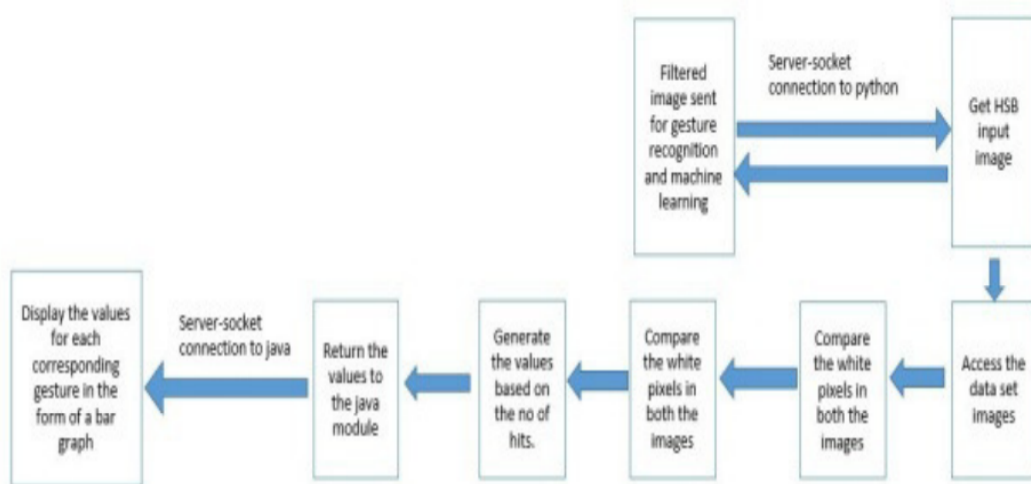 Filtered
image sent
for gesture
recognition
and machine
learning
Server-socket
connection to python
Get HSB
input
image
Access the
data set
images
Compare
the white
pixels in
both the
images
Compare
the white
pixels in
both the
images
Generate
the values
based on
the no of
hits.
Return the
values to
the java
module
Server-socket
connection to java
Display the values
for each
corresponding
gesture in the
form of a bar
graph